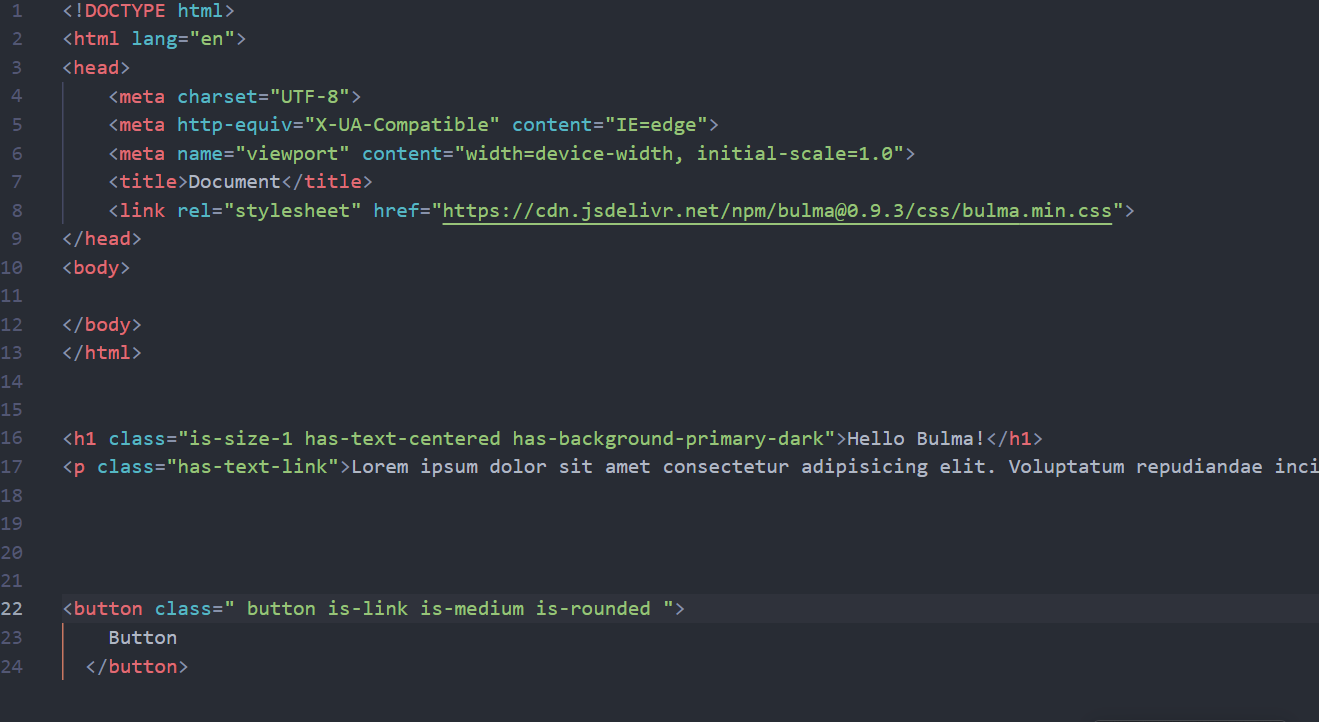 1 <!DOCTYPE html>
2 <html lang="en">
3 <head>
4     <meta charset="UTF-8">
5     <meta http-equiv="X-UA-Compatible" content="IE=edge">
6     <meta name="viewport" content="width=device-width, initial-scale=1.0">
7     <title>Document</title>
8     <link rel="stylesheet" href="https://cdn.jsdelivr.net/npm/bulma@0.9.3/css/bulma.min.css">
9 </head>
10 <body>
11
12 </body>
13 </html>
14
15
16 <h1 class="is-size-1 has-text-centered has-background-primary-dark">Hello Bulma!</h1>
17 <p class="has-text-link">Lorem ipsum dolor sit amet consectetur adipisicing elit. Voluptatum repudiandae inci
18
19
20
21
22 <button class=" button is-link is-medium is-rounded ">
23     Button
24   </button>